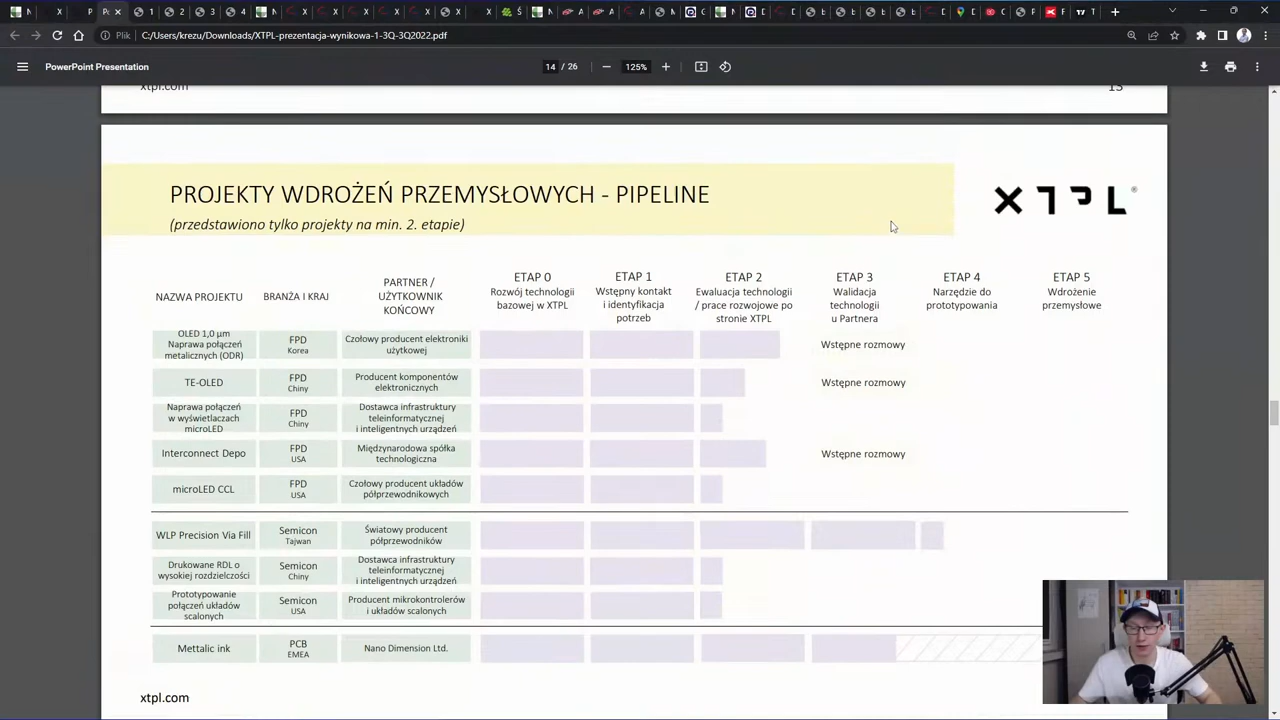 1
2
3
4
Plik
C:/Users/krezu/Downloads/XTPL-prezentacja-wynikowa-1-3Q-3Q2022.pdf
PowerPoint Presentation
14 / 26
125%
xtpl.com
13
PROJEKTY WDROŻEŃ PRZEMYSŁOWYCH - PIPELINE
(przedstawiono tylko projekty na min. 2. etapie)
XTPL®
NAZWA PROJEKTU
BRANŻA I KRAJ
PARTNER /
UŻYTKOWNIK
KOŃCOWY
ETAP 0
Rozwój technologii
bazowej w XTPL
ETAP 1
Wstępny kontakt
i identyfikacja
potrzeb
ETAP 2
Ewaluacja technologii
/ prace rozwojowe po
stronie XTPL
ETAP 3
Walidacja
technologii
u Partnera
ETAP 4
Narzędzie do
prototypowania
ETAP 5
Wdrożenie
przemysłowe
OLED 1,0 µm
Naprawa połączeń
metalicznych (ODR)
FPD
Korea
Czołowy producent elektroniki
użytkowej
Wstępne rozmowy
TE-OLED
FPD
Chiny
Producent komponentów
elektronicznych
Wstępne rozmowy
Naprawa połączeń
w wyświetlaczach
microLED
FPD
Chiny
Dostawca infrastruktury
teleinformatycznej
i inteligentnych urządzeń
Interconnect Depo
FPD
USA
Międzynarodowa spółka
technologiczna
Wstępne rozmowy
microLED CCL
FPD
USA
Czołowy producent układów
półprzewodnikowych
WLP Precision Via Fill
Semicon
Tajwan
Światowy producent
półprzewodników
Drukowane RDL o
wysokiej rozdzielczości
Semicon
Chiny
Dostawca infrastruktury
teleinformatycznej
i inteligentnych urządzeń
Prototypowanie
połączeń układów
scalonych
Semicon
USA
Producent mikrokontrolerów
i układów scalonych
Mettalic ink
PCB
EMEA
Nano Dimension Ltd.
xtpl.com